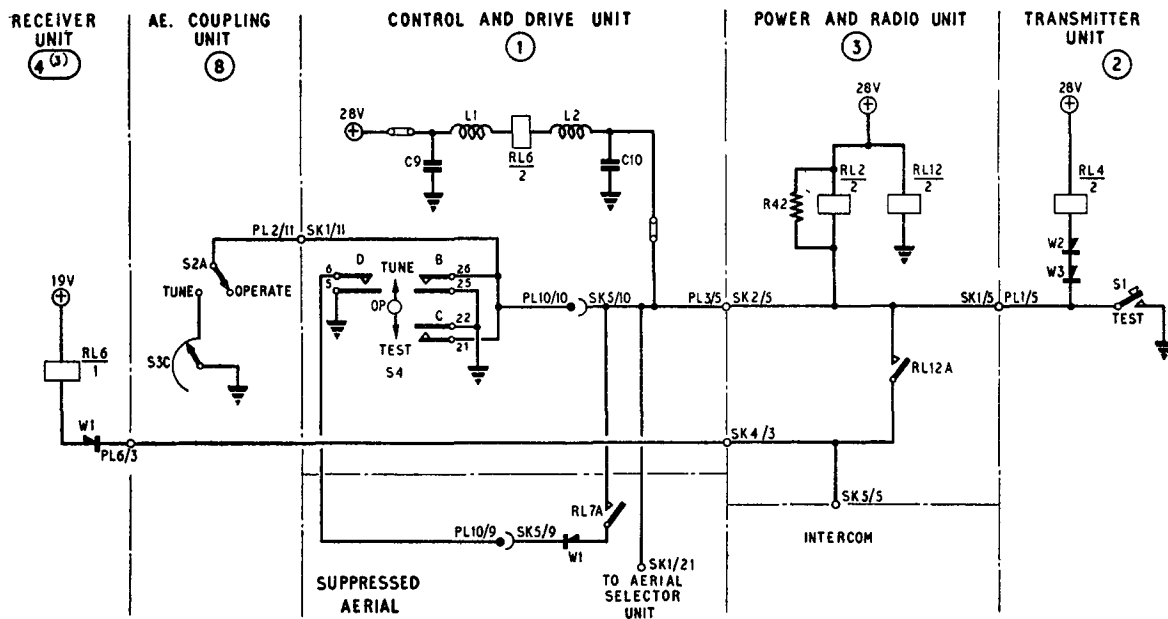 RECEIVER
UNIT
4 (3)
AE. COUPLING
UNIT
8
CONTROL AND DRIVE UNIT
1
POWER AND RADIO UNIT
3
TRANSMITTER
UNIT
2
28V
L1
L2
C9
RL6
2
C10
28V
RL2
2
RL12
2
R42
28V
RL4
2
W2
W3
PL2/11
SK1/11
S2A
TUNE
OPERATE
19V
RL6
1
S3C
W1
PL6/3
D
TUNE
B
6
5
26
25
OP
C
22
21
TEST
S4
PL10/10
SK5/10
PL3/5
SK2/5
SK1/5
PL1/5
S1
TEST
RL12A
SK4/3
SK5/5
INTERCOM
RL7A
PL10/9
SK5/9
W1
SK1/21
TO AERIAL
SELECTOR
UNIT
SUPPRESSED
AERIAL